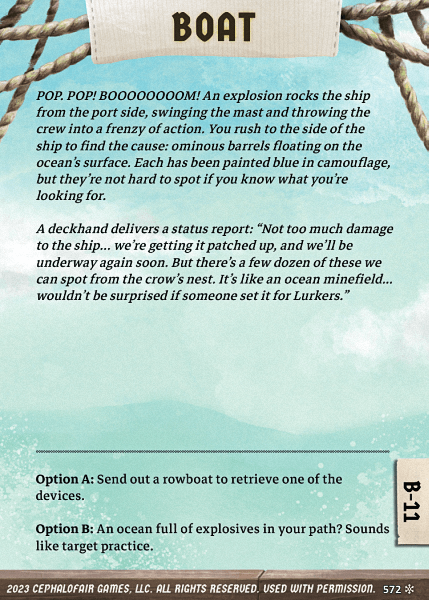 BOAT
POP. POP! BOOOOOOOOM! An explosion rocks the ship
from the port side, swinging the mast and throwing the
crew into a frenzy of action. You rush to the side of the
ship to find the cause: ominous barrels floating on the
ocean's surface. Each has been painted blue in camouflage,
but they're not hard to spot if you know what you're
looking for.
A deckhand delivers a status report: “Not too much damage
to the ship... we're getting it patched up, and we'll be
underway again soon. But there's a few dozen of these we
can spot from the crow's nest. It's like an ocean minefield...
wouldn't be surprised if someone set it for Lurkers.”
Option A: Send out a rowboat to retrieve one of the
devices.
Option B: An ocean full of explosives in your path? Sounds
like target practice.
B-11
2023 CEPHALOFAIR GAMES, LLC. ALL RIGHTS RESERVED. USED WITH PERMISSION. 572